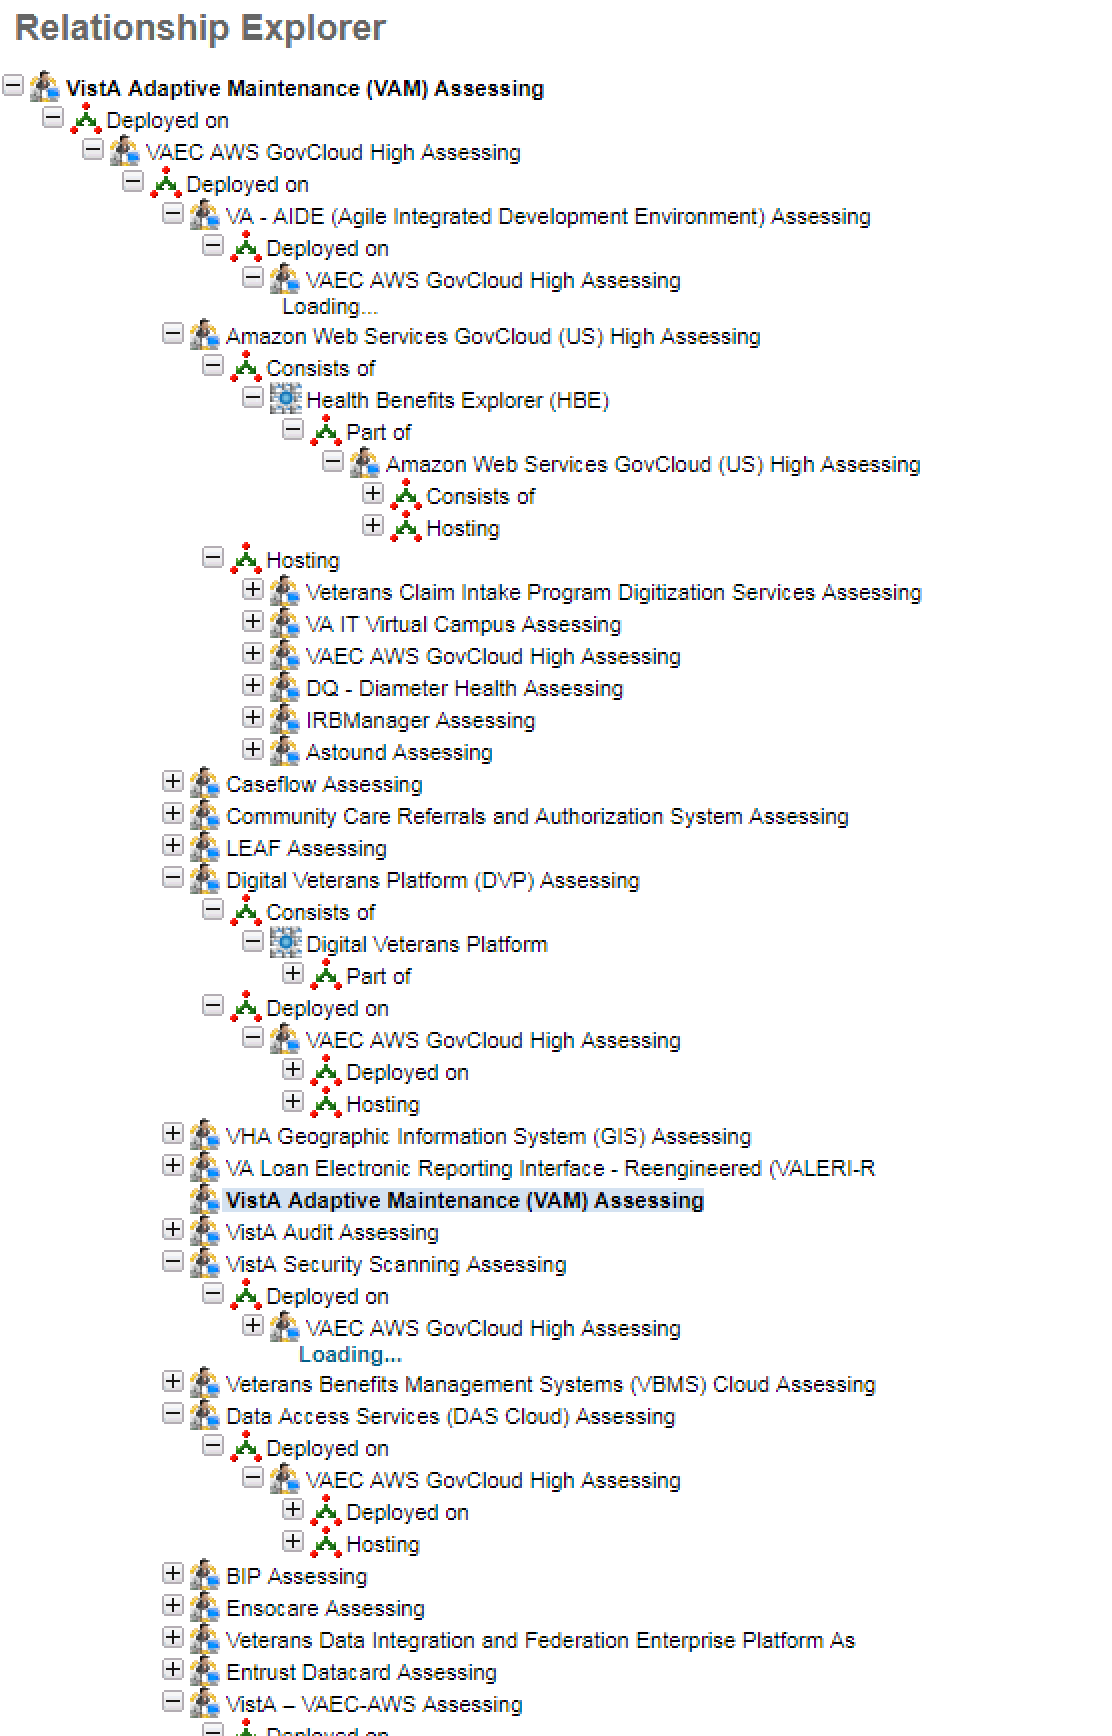 Relationship Explorer
VistA Adaptive Maintenance (VAM) Assessing
Deployed on
VAEC AWS GovCloud High Assessing
Deployed on
VA - AIDE (Agile Integrated Development Environment) Assessing
Deployed on
VAEC AWS GovCloud High Assessing
Loading...
Amazon Web Services GovCloud (US) High Assessing
Consists of
Health Benefits Explorer (HBE)
Part of
Amazon Web Services GovCloud (US) High Assessing
Consists of
Hosting
Hosting
Veterans Claim Intake Program Digitization Services Assessing
VA IT Virtual Campus Assessing
VAEC AWS GovCloud High Assessing
DQ - Diameter Health Assessing
IRBManager Assessing
Astound Assessing
Caseflow Assessing
Community Care Referrals and Authorization System Assessing
LEAF Assessing
Digital Veterans Platform (DVP) Assessing
Consists of
Digital Veterans Platform
Part of
Deployed on
VAEC AWS GovCloud High Assessing
Deployed on
Hosting
VHA Geographic Information System (GIS) Assessing
VA Loan Electronic Reporting Interface - Reengineered (VALERI-R
VistA Adaptive Maintenance (VAM) Assessing
VistA Audit Assessing
VistA Security Scanning Assessing
Deployed on
VAEC AWS GovCloud High Assessing
Loading...
Veterans Benefits Management Systems (VBMS) Cloud Assessing
Data Access Services (DAS Cloud) Assessing
Deployed on
VAEC AWS GovCloud High Assessing
Deployed on
Hosting
BIP Assessing
Ensocare Assessing
Veterans Data Integration and Federation Enterprise Platform As
Entrust Datacard Assessing
VistA – VAEC-AWS Assessing
Deployed on